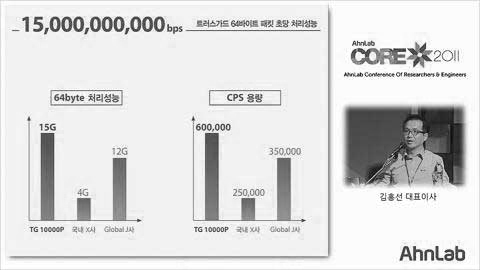 _15,000,000,000bps _트러스가드 64바이트 패킷 초당 처리성능
64byte 처리성능
15G
12G
4G
TG 10000P 국내 X사 Global J사
CPS 용량
600,000
350,000
250,000
TG 10000P 국내 X사 Global J사
AhnLab
CORE 2011
AhnLab Conference Of Researchers & Engineers
김홍선 대표이사
AhnLab